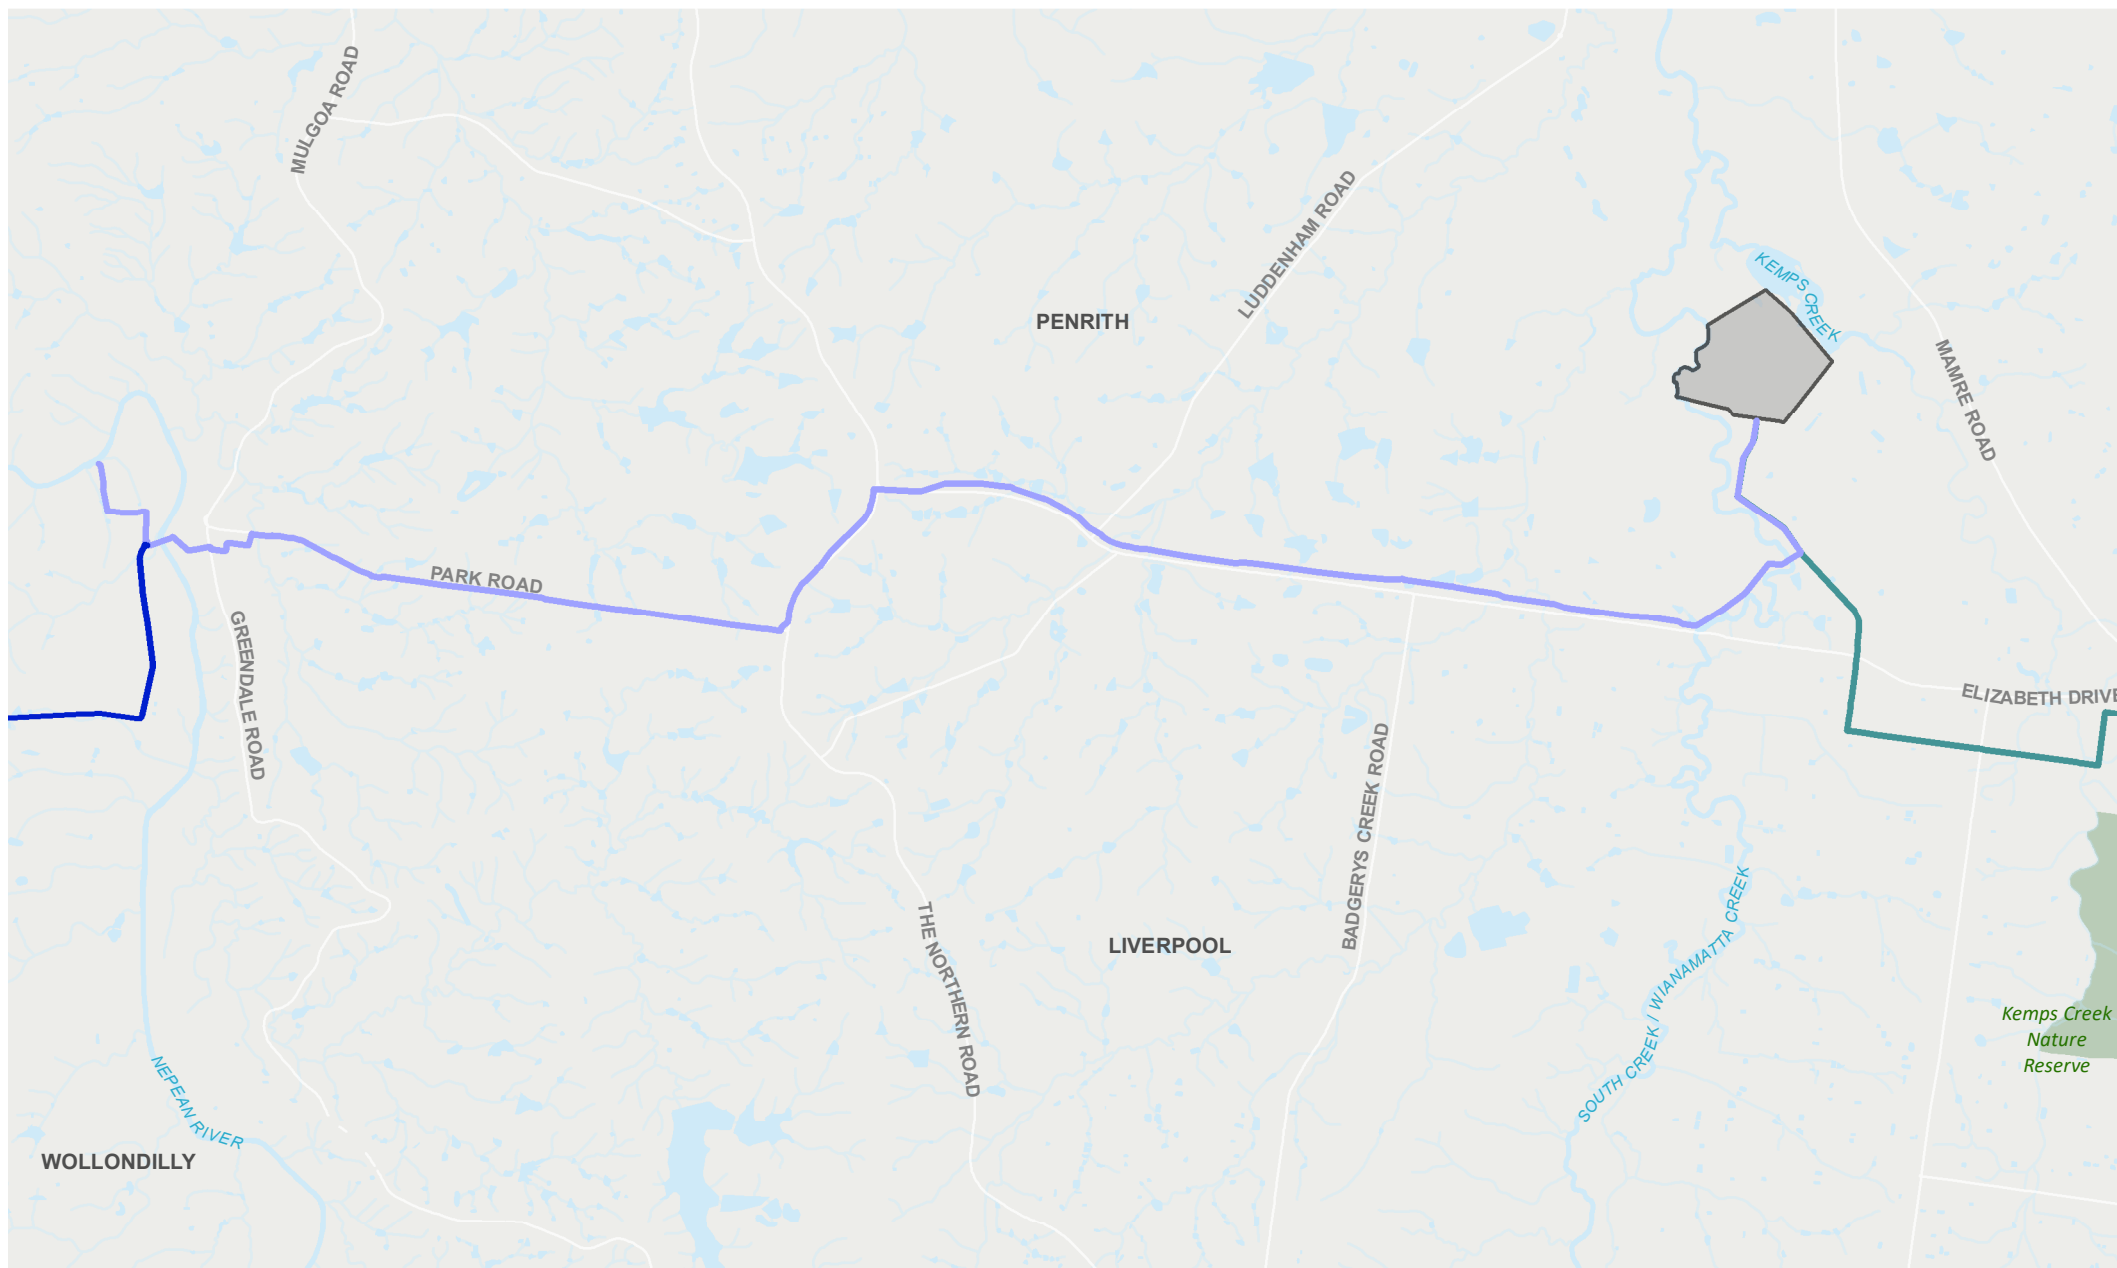 MULGOA ROAD
LUDDENHAM ROAD
KEMPS CREEK
PENRITH
MAMRE ROAD
PARK ROAD
GREENDALE ROAD
ELIZABETH DRIVE
BADGERYS CREEK ROAD
THE NORTHERN ROAD
LIVERPOOL
SOUTH CREEK / WIANAMATTA CREEK
Kemps Creek
Nature
Reserve
NEPEAN RIVER
WOLLONDILLY